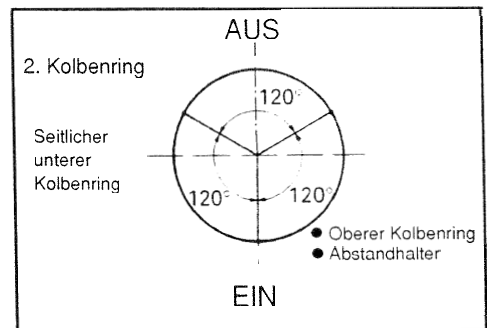 AUS
2. Kolbenring
120°
Seitlicher
unterer
Kolbenring
120° 120°
● Oberer Kolbenring
● Abstandhalter
EIN